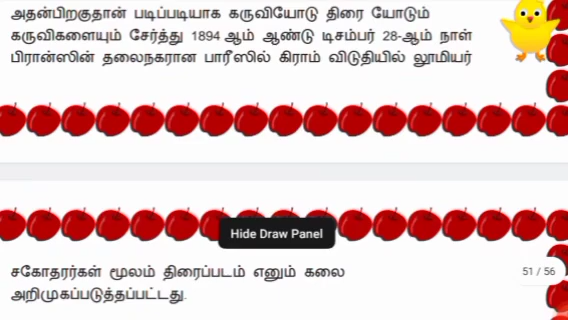 அதன்பிறகுதான் படிப்படியாக கருவியோடு திரை யோடும்
கருவிகளையும் சேர்த்து 1894 ஆம் ஆண்டு டிசம்பர் 28-ஆம் நாள்
பிரான்ஸின் தலைநகரான பாரீஸில் கிராம் விடுதியில் லூமியர்
Hide Draw Panel
சகோதரர்கள் மூலம் திரைப்படம் எனும் கலை
51 / 56
அறிமுகப்படுத்தப்பட்டது.